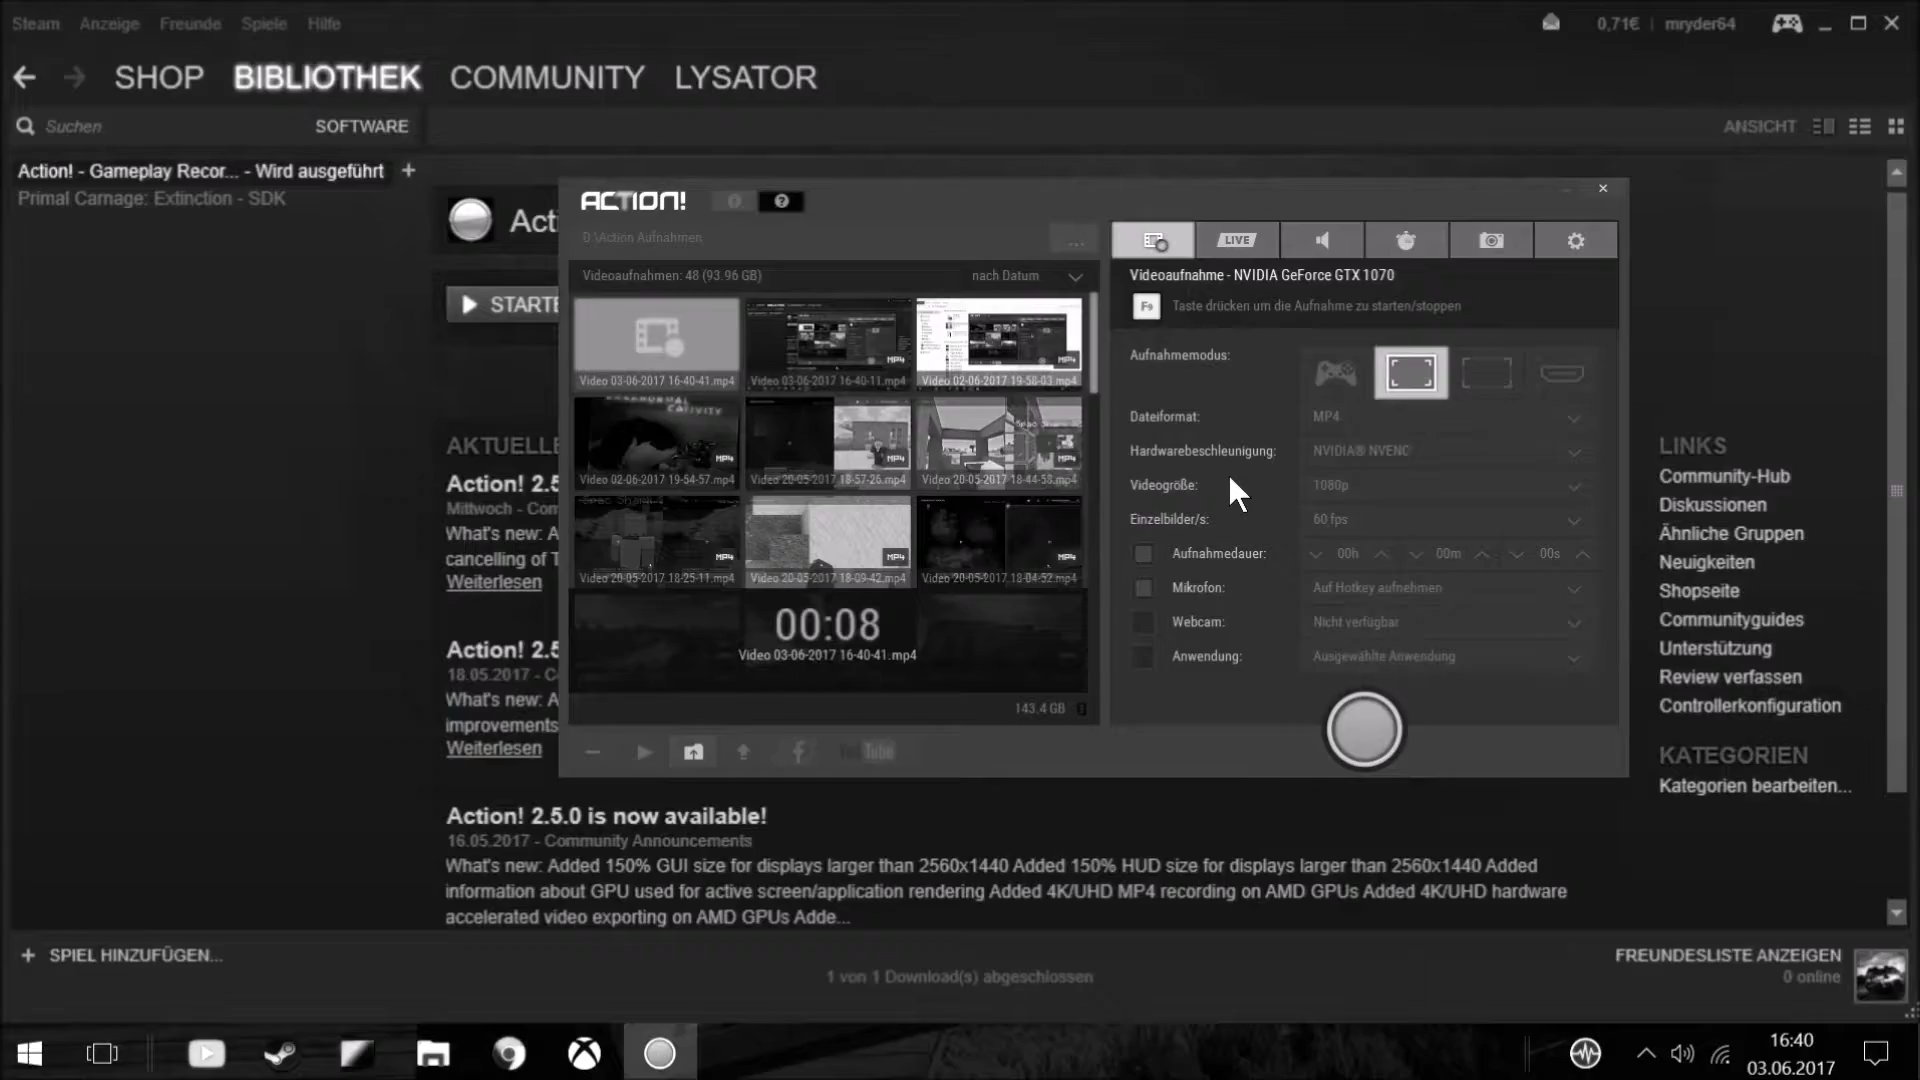 Steam Anzeige Freunde Spiele Hilfe
0,71€ | mryder64
SHOP BIBLIOTHEK COMMUNITY LYSATOR
Suchen SOFTWARE
ANSICHT
Action! - Gameplay Recor... - Wird ausgeführt +
Primal Carnage: Extinction - SDK
Acti
STARTE
AKTUELLE
Action! 2.5
Mittwoch - Com
What's new: A
cancelling of T
Weiterlesen
Action! 2.5
18.05.2017 - C
What's new: A
improvements
Weiterlesen
Action! 2.5.0 is now available!
16.05.2017 - Community Announcements
What's new: Added 150% GUI size for displays larger than 2560x1440 Added 150% HUD size for displays larger than 2560x1440 Added
information about GPU used for active screen/application rendering Added 4K/UHD MP4 recording on AMD GPUs Added 4K/UHD hardware
accelerated video exporting on AMD GPUs Adde...
ACTION!
D:\Action Aufnahmen
...
Videoaufnahmen: 48 (93.96 GB) nach Datum
MP4 MP4
Video 03-06-2017 16-40-41.mp4 Video 03-06-2017 16-40-11.mp4 Video 02-06-2017 19-58-03.mp4
MP4 MP4 MP4
Video 02-06-2017 19-54-57.mp4 Video 20-05-2017 18-57-26.mp4 Video 20-05-2017 18-44-58.mp4
MP4 MP4 MP4
Video 20-05-2017 18-25-11.mp4 Video 20-05-2017 18-09-42.mp4 Video 20-05-2017 18-04-52.mp4
00:08
Video 03-06-2017 16-40-41.mp4
143.4 GB
YouTube
LIVE
Videoaufnahme - NVIDIA GeForce GTX 1070
F9 Taste drücken um die Aufnahme zu starten/stoppen
Aufnahmemodus:
Dateiformat: MP4
Hardwarebeschleunigung: NVIDIA® NVENC
Videogröße: 1080p
Einzelbilder/s: 60 fps
Aufnahmedauer: 00h 00m 00s
Mikrofon: Auf Hotkey aufnehmen
Webcam: Nicht verfügbar
Anwendung: Ausgewählte Anwendung
LINKS
Community-Hub
Diskussionen
Ähnliche Gruppen
Neuigkeiten
Shopseite
Communityguides
Unterstützung
Review verfassen
Controllerkonfiguration
KATEGORIEN
Kategorien bearbeiten...
+ SPIEL HINZUFÜGEN...
1 von 1 Download(s) abgeschlossen
FREUNDESLISTE ANZEIGEN
0 online
16:40
03.06.2017